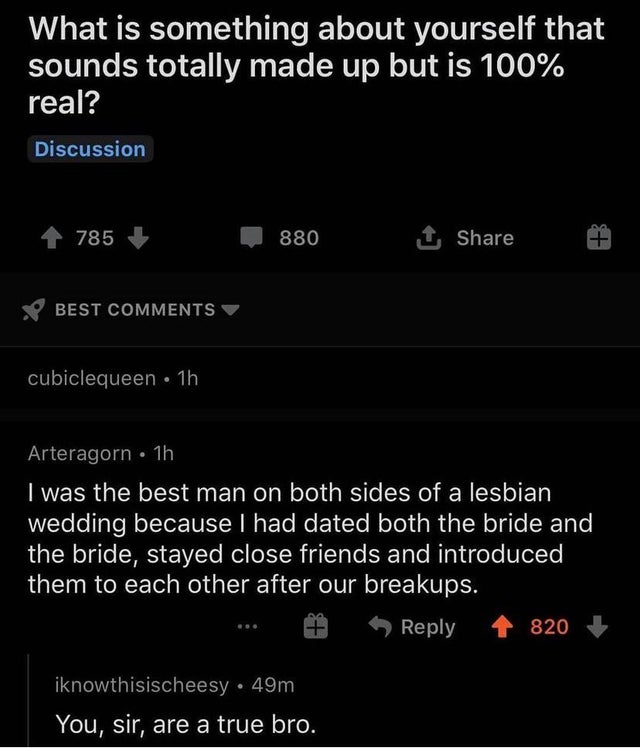 What is something about yourself that
sounds totally made up but is 100%
real?
Discussion
785
880
Share
BEST COMMENTS
cubiclequeen • 1h
Arteragorn • 1h
I was the best man on both sides of a lesbian
wedding because I had dated both the bride and
the bride, stayed close friends and introduced
them to each other after our breakups.
... Reply 820
iknowthisischeesy • 49m
You, sir, are a true bro.